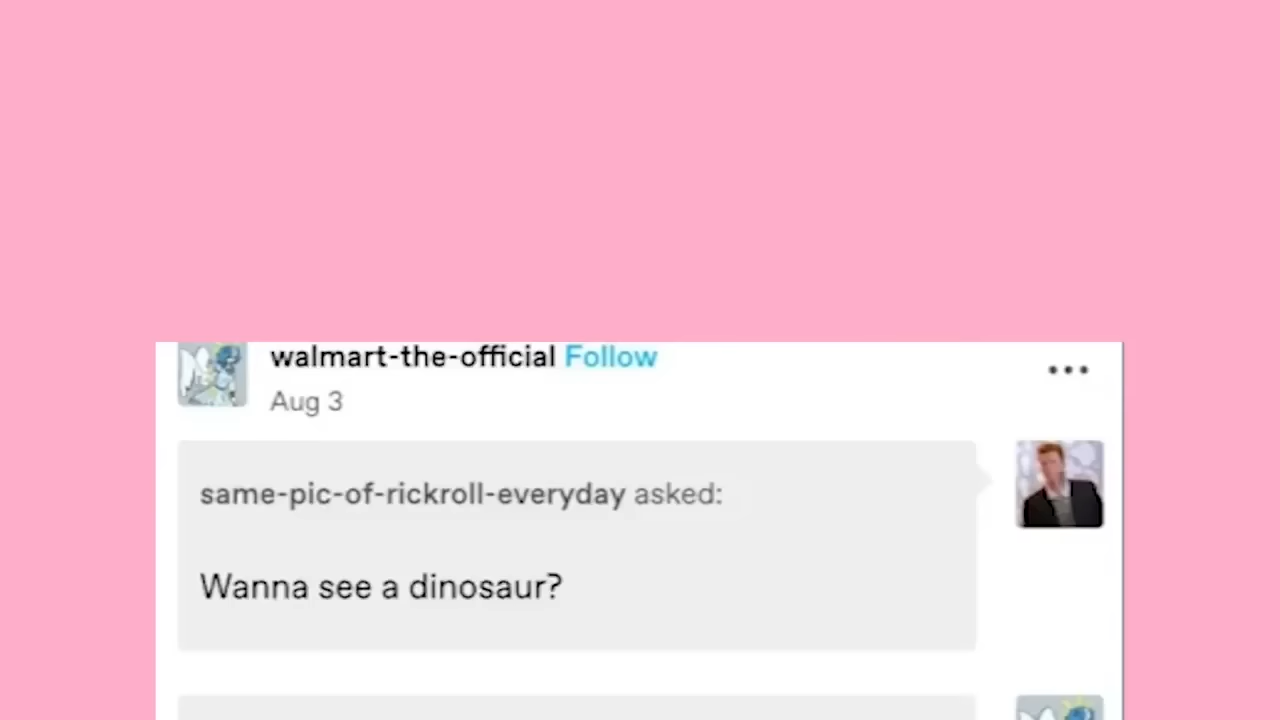 walmart-the-official Follow
Aug 3
same-pic-of-rickroll-everyday asked:
Wanna see a dinosaur?